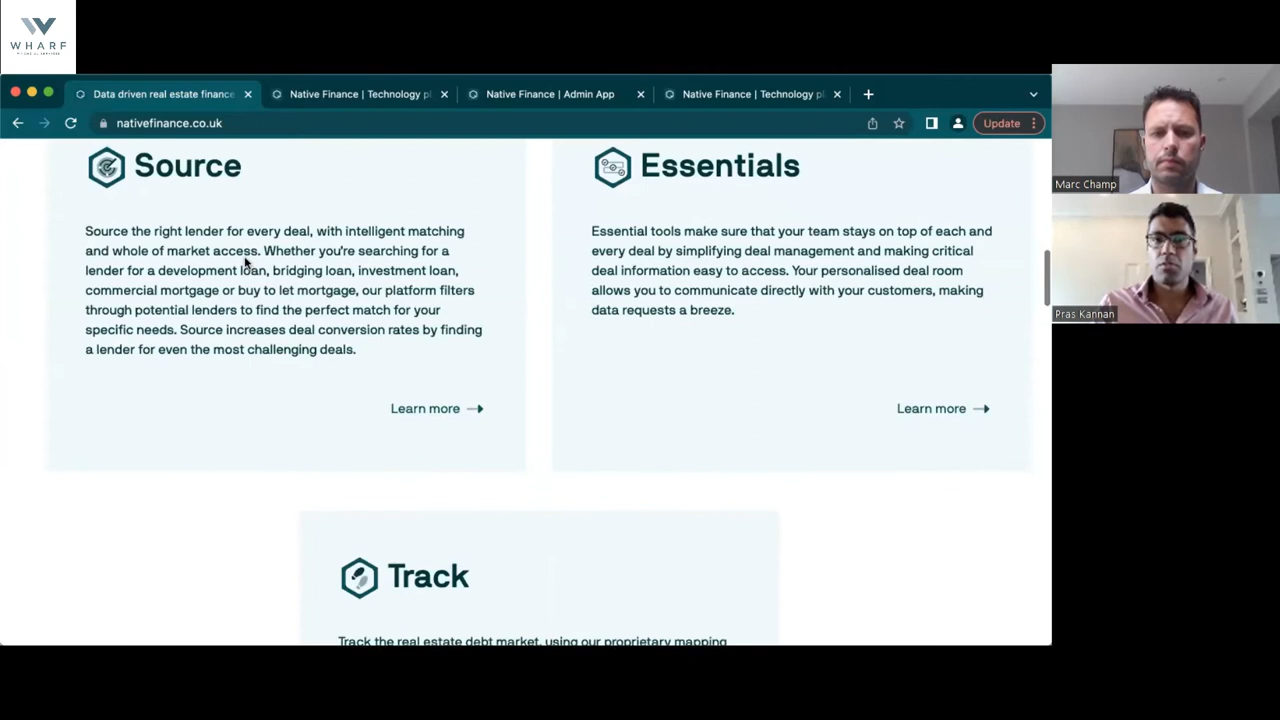 WHARF
Data driven real estate finance
Native Finance | Technology pl
Native Finance | Admin App
Native Finance | Technology pl
nativefinance.co.uk
Update
Marc Champ
Pras Kannan
Source
Source the right lender for every deal, with intelligent matching
and whole of market access. Whether you're searching for a
lender for a development loan, bridging loan, investment loan,
commercial mortgage or buy to let mortgage, our platform filters
through potential lenders to find the perfect match for your
specific needs. Source increases deal conversion rates by finding
a lender for even the most challenging deals.
Learn more
Essentials
Essential tools make sure that your team stays on top of each and
every deal by simplifying deal management and making critical
deal information easy to access. Your personalised deal room
allows you to communicate directly with your customers, making
data requests a breeze.
Learn more
Track
Track the real estate debt market, using our proprietary mapping